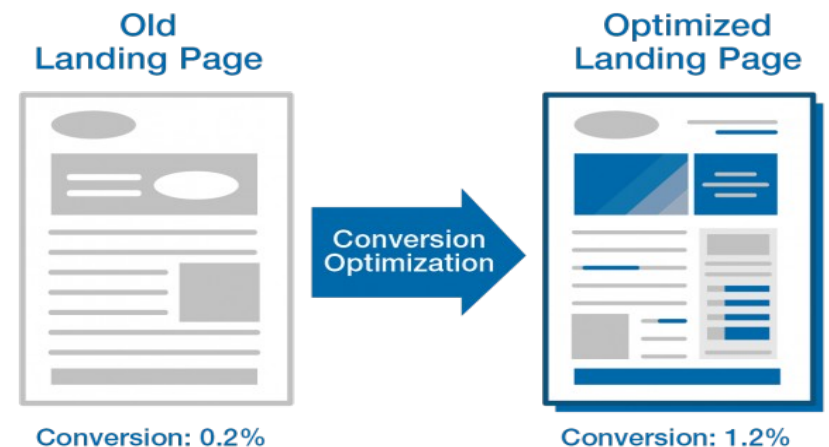 Old
Landing Page
Optimized
Landing Page
Conversion
Optimization
Conversion: 0.2%
Conversion: 1.2%